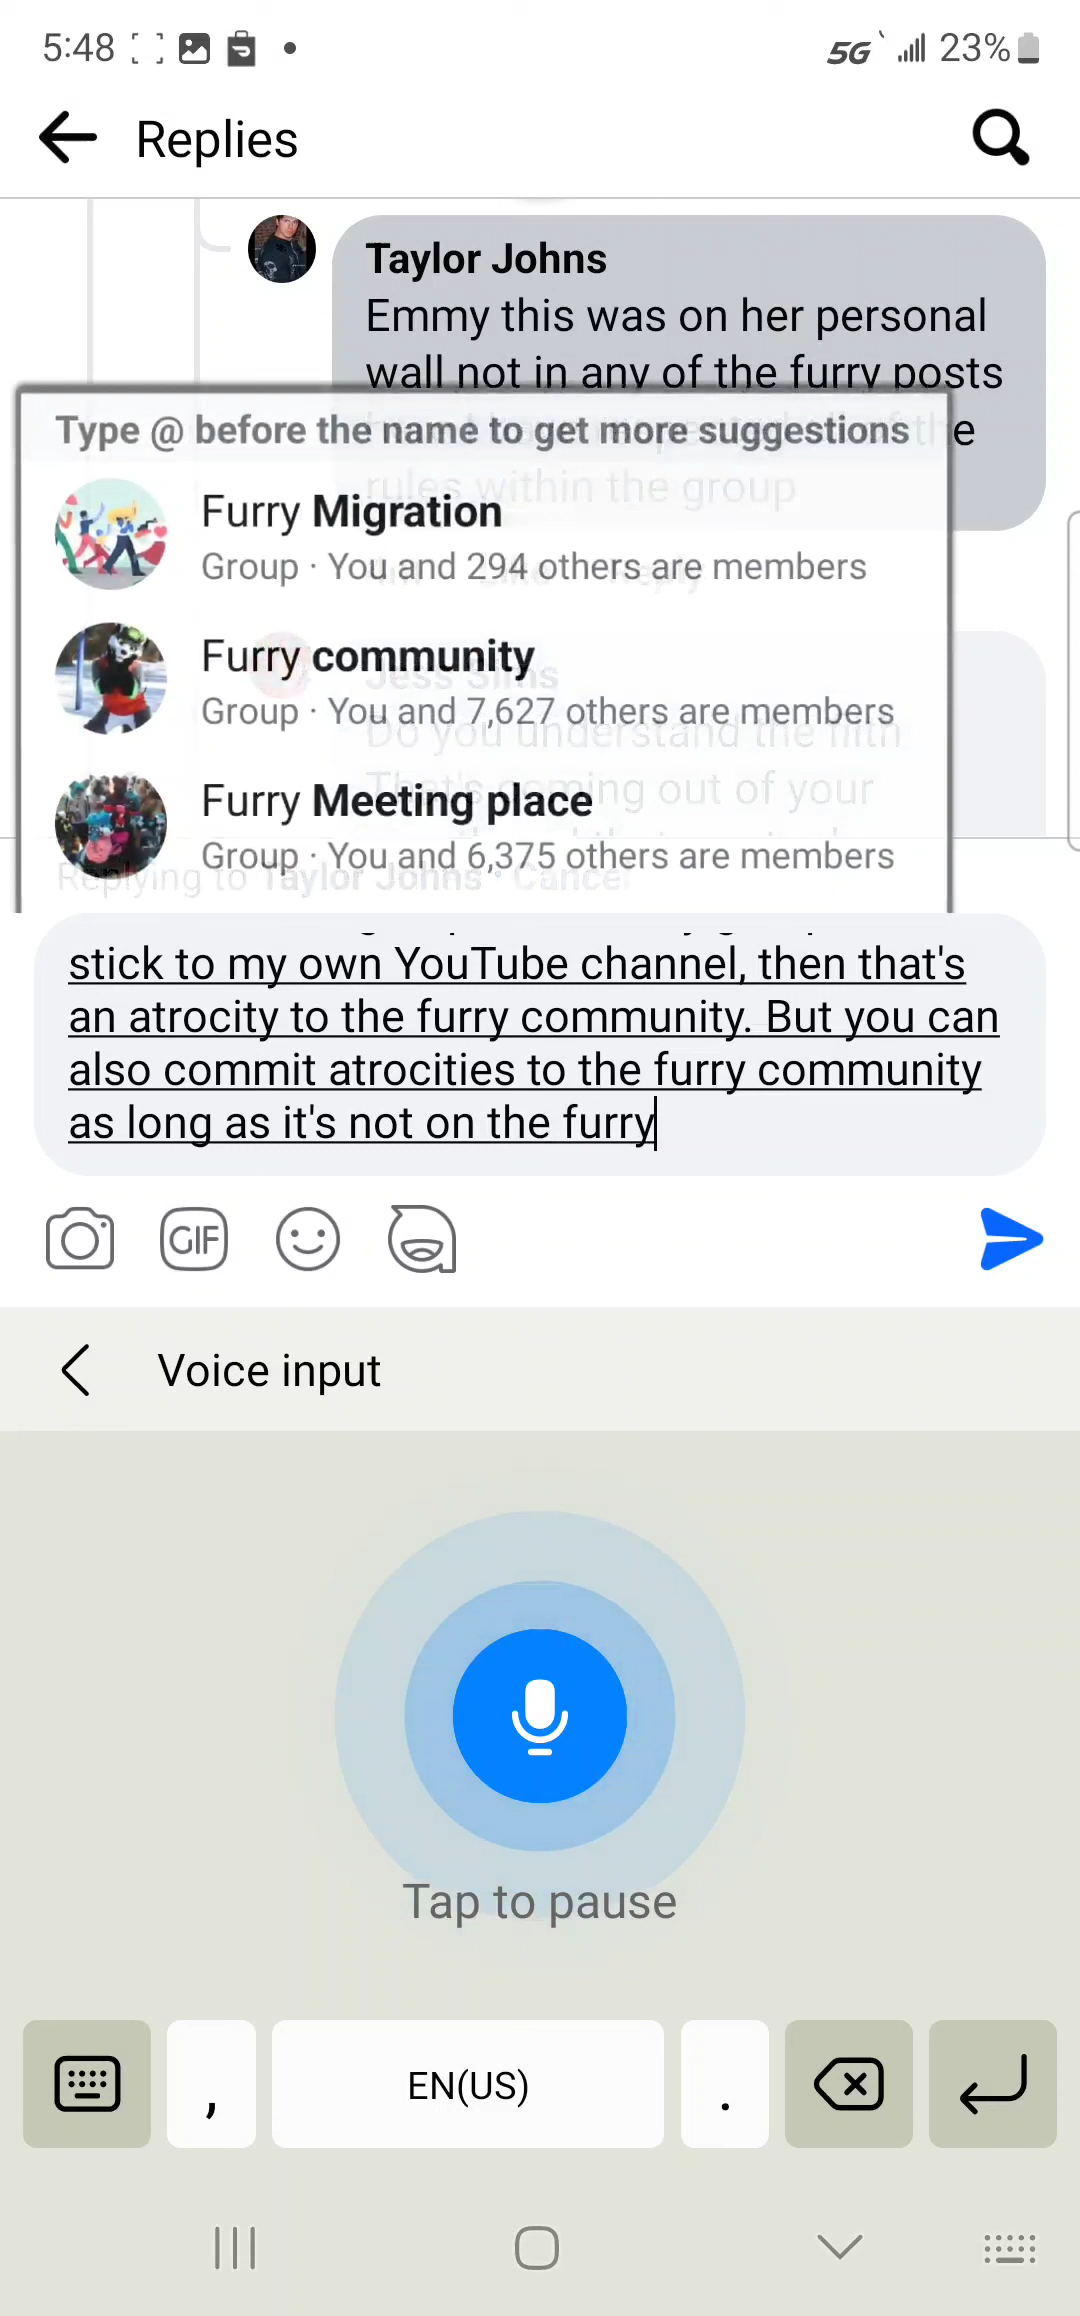 5:48
5G 23%
Replies
Taylor Johns
Emmy this was on her personal
wall not in any of the furry posts
the
rules within the group
Type @ before the name to get more suggestions
Furry Migration
Group · You and 294 others are members
Like Reply
Furry community
Jess Sims
Group · You and 7,627 others are members
Do you understand the filth
That's coming out of your
Furry Meeting place
Group · You and 6,375 others are members
Replying to Taylor Johns · Cancel
stick to my own YouTube channel, then that's
an atrocity to the furry community. But you can
also commit atrocities to the furry community
as long as it's not on the furry
GIF
Voice input
Tap to pause
, EN(US) .